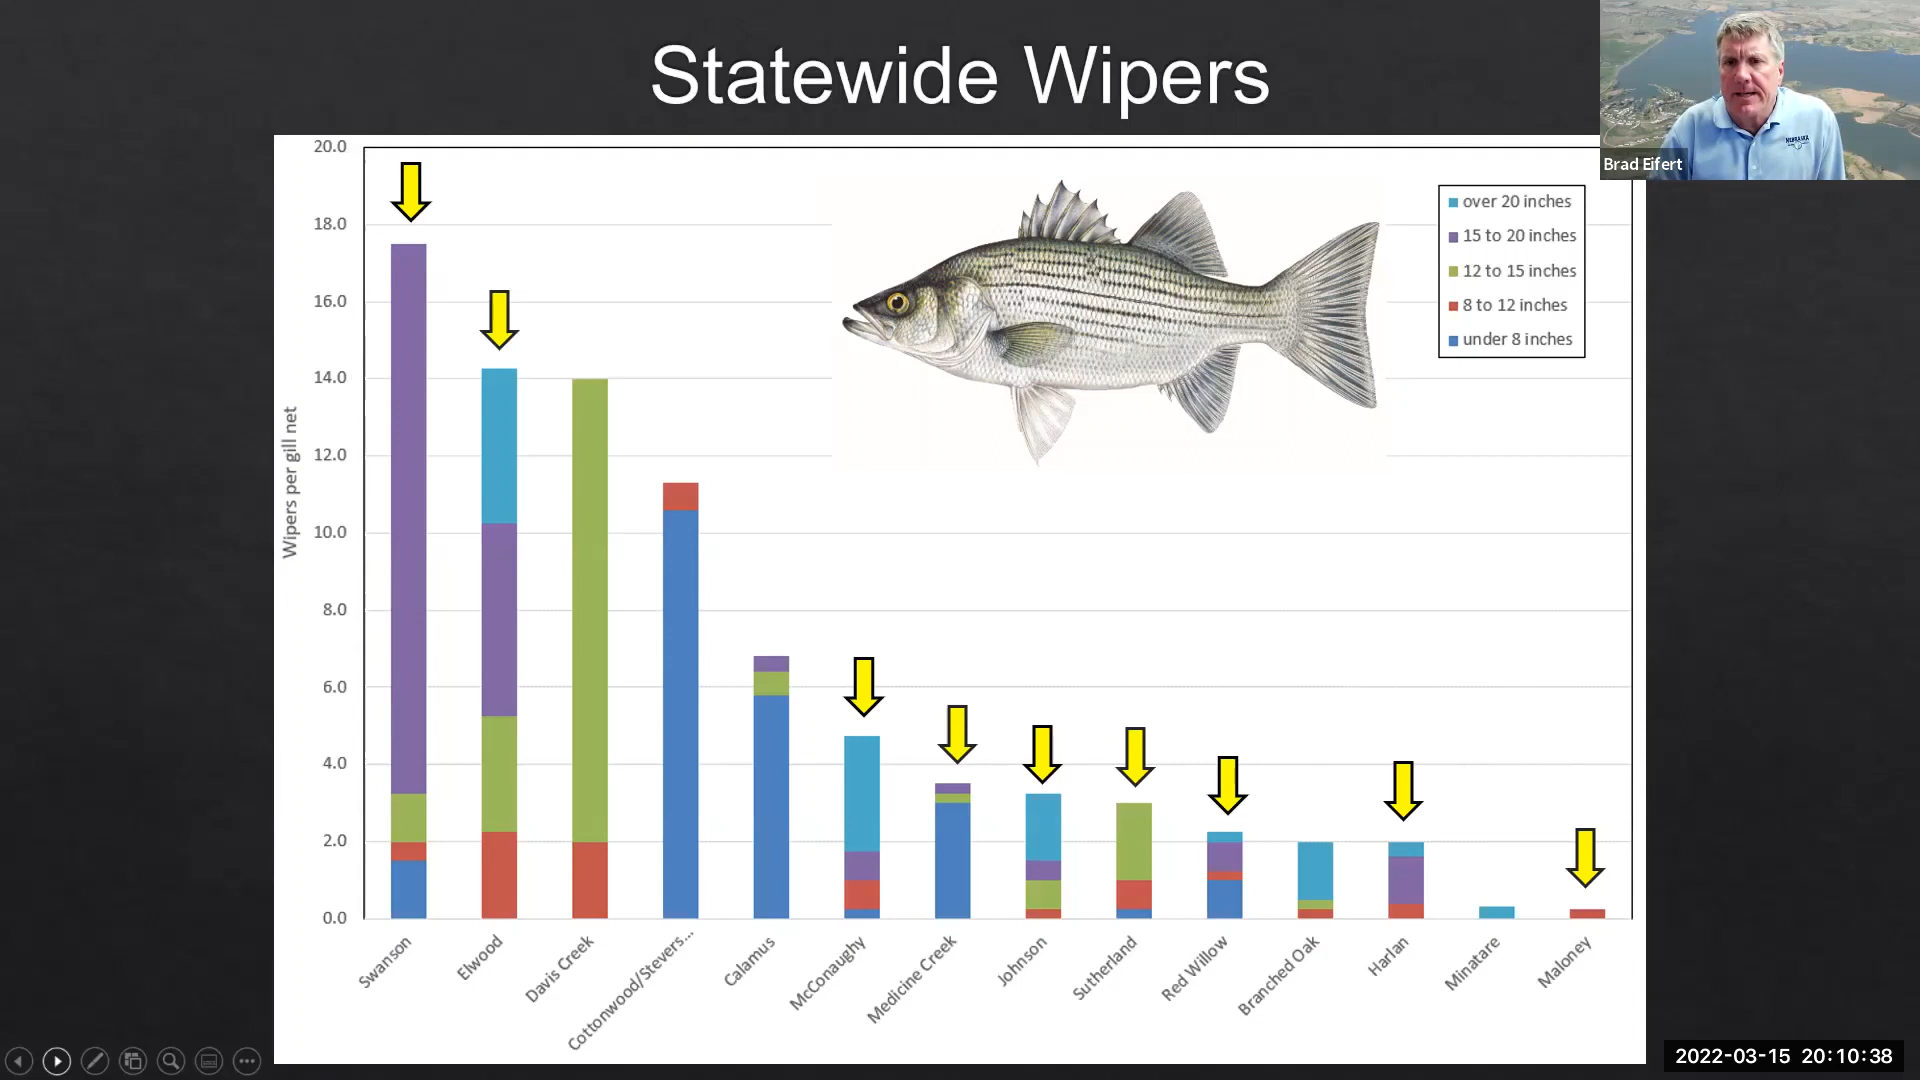 Statewide Wipers
NEBRASKA
Brad Eifert
20.0
18.0
16.0
14.0
12.0
10.0
8.0
6.0
4.0
2.0
0.0
Wipers per gill net
over 20 inches
15 to 20 inches
12 to 15 inches
8 to 12 inches
under 8 inches
Swanson
Elwood
Davis Creek
Cottonwood/Stevers...
Calamus
McConaughy
Medicine Creek
Johnson
Sutherland
Red Willow
Branched Oak
Harlan
Minatare
Maloney
2022-03-15 20:10:38